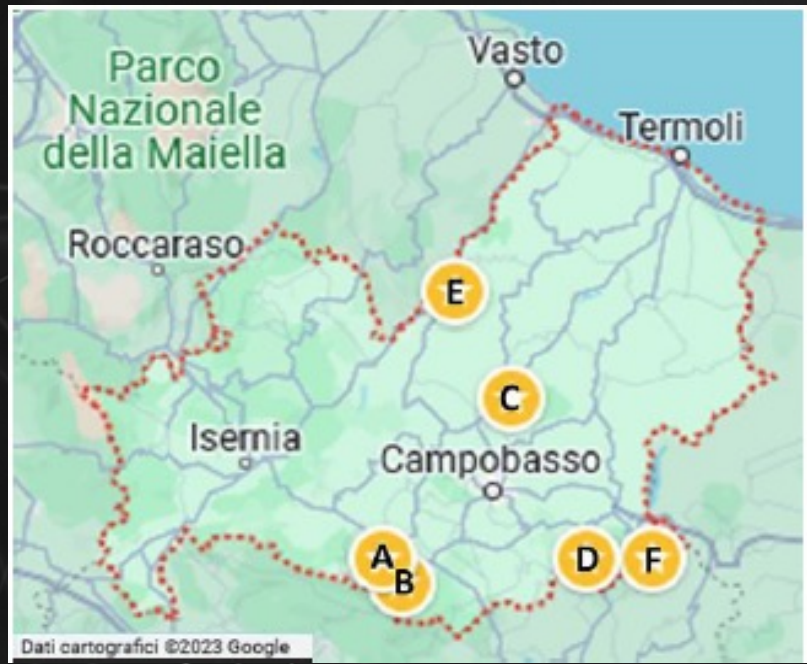 Vasto
Parco
Nazionale
della Maiella
Termoli
Roccaraso
E
C
Isernia
Campobasso
A
B
D
F
Dati cartografici ©2023 Google